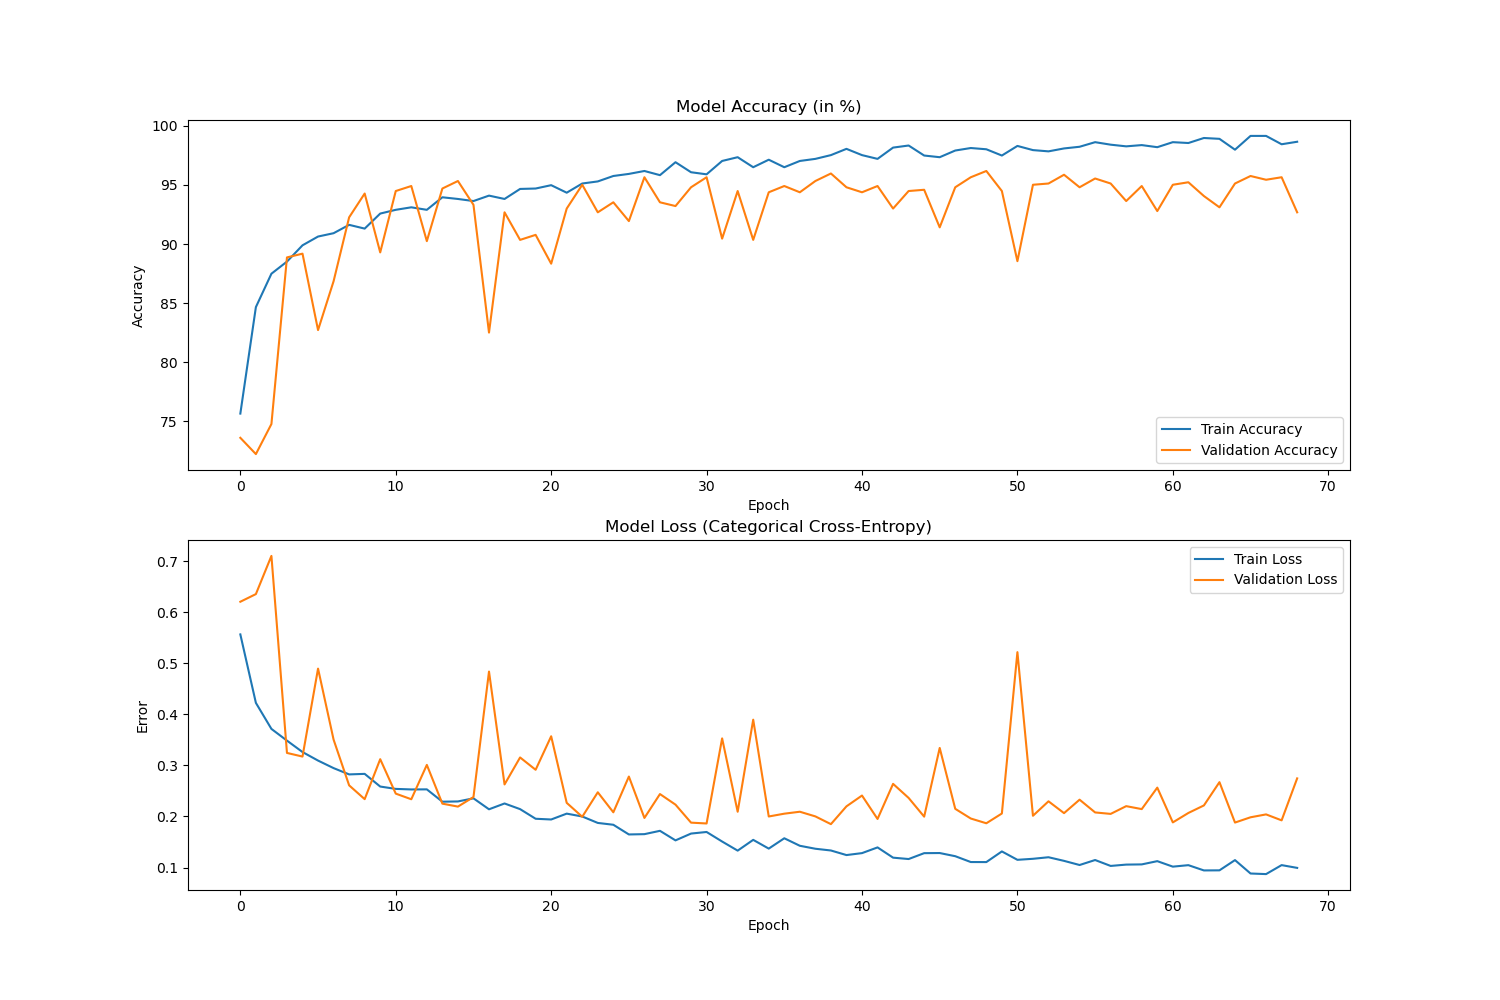 Model Accuracy (in %)
100
95
90
85
80
75
Accuracy
Train Accuracy
Validation Accuracy
0 10 20 30 40 50 60 70
Epoch
Model Loss (Categorical Cross-Entropy)
0.7
0.6
0.5
0.4
0.3
0.2
0.1
Error
Train Loss
Validation Loss
0 10 20 30 40 50 60 70
Epoch